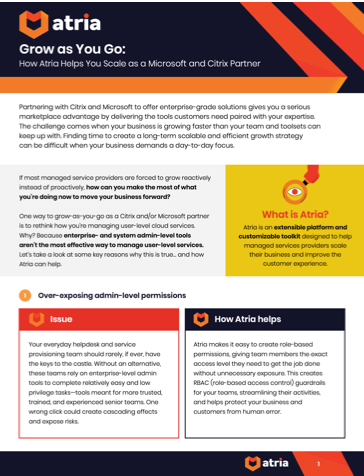 atria
Grow as You Go:
How Atria Helps You Scale as a Microsoft and Citrix Partner
Partnering with Citrix and Microsoft to offer enterprise-grade solutions gives you a serious
marketplace advantage by delivering the tools customers need paired with your expertise.
The challenge comes when your business is growing faster than your team and toolsets can
keep up with. Finding time to create a long-term scalable and efficient growth strategy
can be difficult when your business demands a day-to-day focus.
If most managed service providers are forced to grow reactively
instead of proactively, how can you make the most of what
you're doing now to move your business forward?
One way to grow-as-you-go as a Citrix and/or Microsoft partner
is to rethink how you're managing user-level cloud services.
Why? Because enterprise- and system admin-level tools
aren't the most effective way to manage user-level services.
Let's take a look at some key reasons why this is true... and how
Atria can help.
What is Atria?
Atria is an extensible platform and
customizable toolkit designed to help
managed services providers scale
their business and improve the
customer experience.
1 Over-exposing admin-level permissions
Issue
Your everyday helpdesk and service
provisioning team should rarely, if ever, have
the keys to the castle. Without an alternative,
these teams rely on enterprise-level admin
tools to complete relatively easy and low
privilege tasks—tools meant for more trusted,
trained, and experienced senior teams. One
wrong click could create cascading effects
and expose risks.
How Atria helps
Atria makes it easy to create role-based
permissions, giving team members the exact
access level they need to get the job done
without unnecessary exposure. This creates
RBAC (role-based access control) guardrails
for your teams, streamlining their activities,
and helps protect your business and
customers from human error.
atria
1